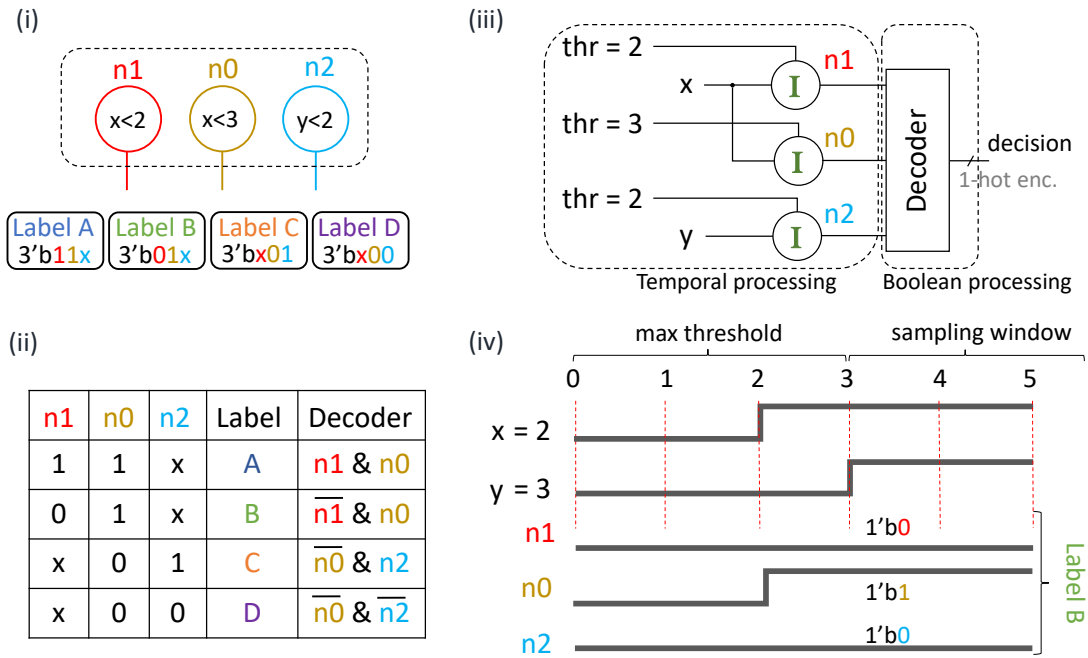 (i)
n1 n0 n2
x<2 x<3 y<2
Label A
3'b11x
Label B
3'b01x
Label C
3'bx01
Label D
3'bx00
(ii)
n1 n0 n2 Label Decoder
1 1 x A n1 & n0
0 1 x B n1 & n0
x 0 1 C n0 & n2
x 0 0 D n0 & n2
(iii)
thr = 2
n1
x
I
thr = 3
n0
I
thr = 2
n2
y
I
Decoder
decision
1-hot enc.
Temporal processing
Boolean processing
(iv)
max threshold sampling window
0 1 2 3 4 5
x = 2
y = 3
n1 1'b0
n0 1'b1
n2 1'b0
Label B